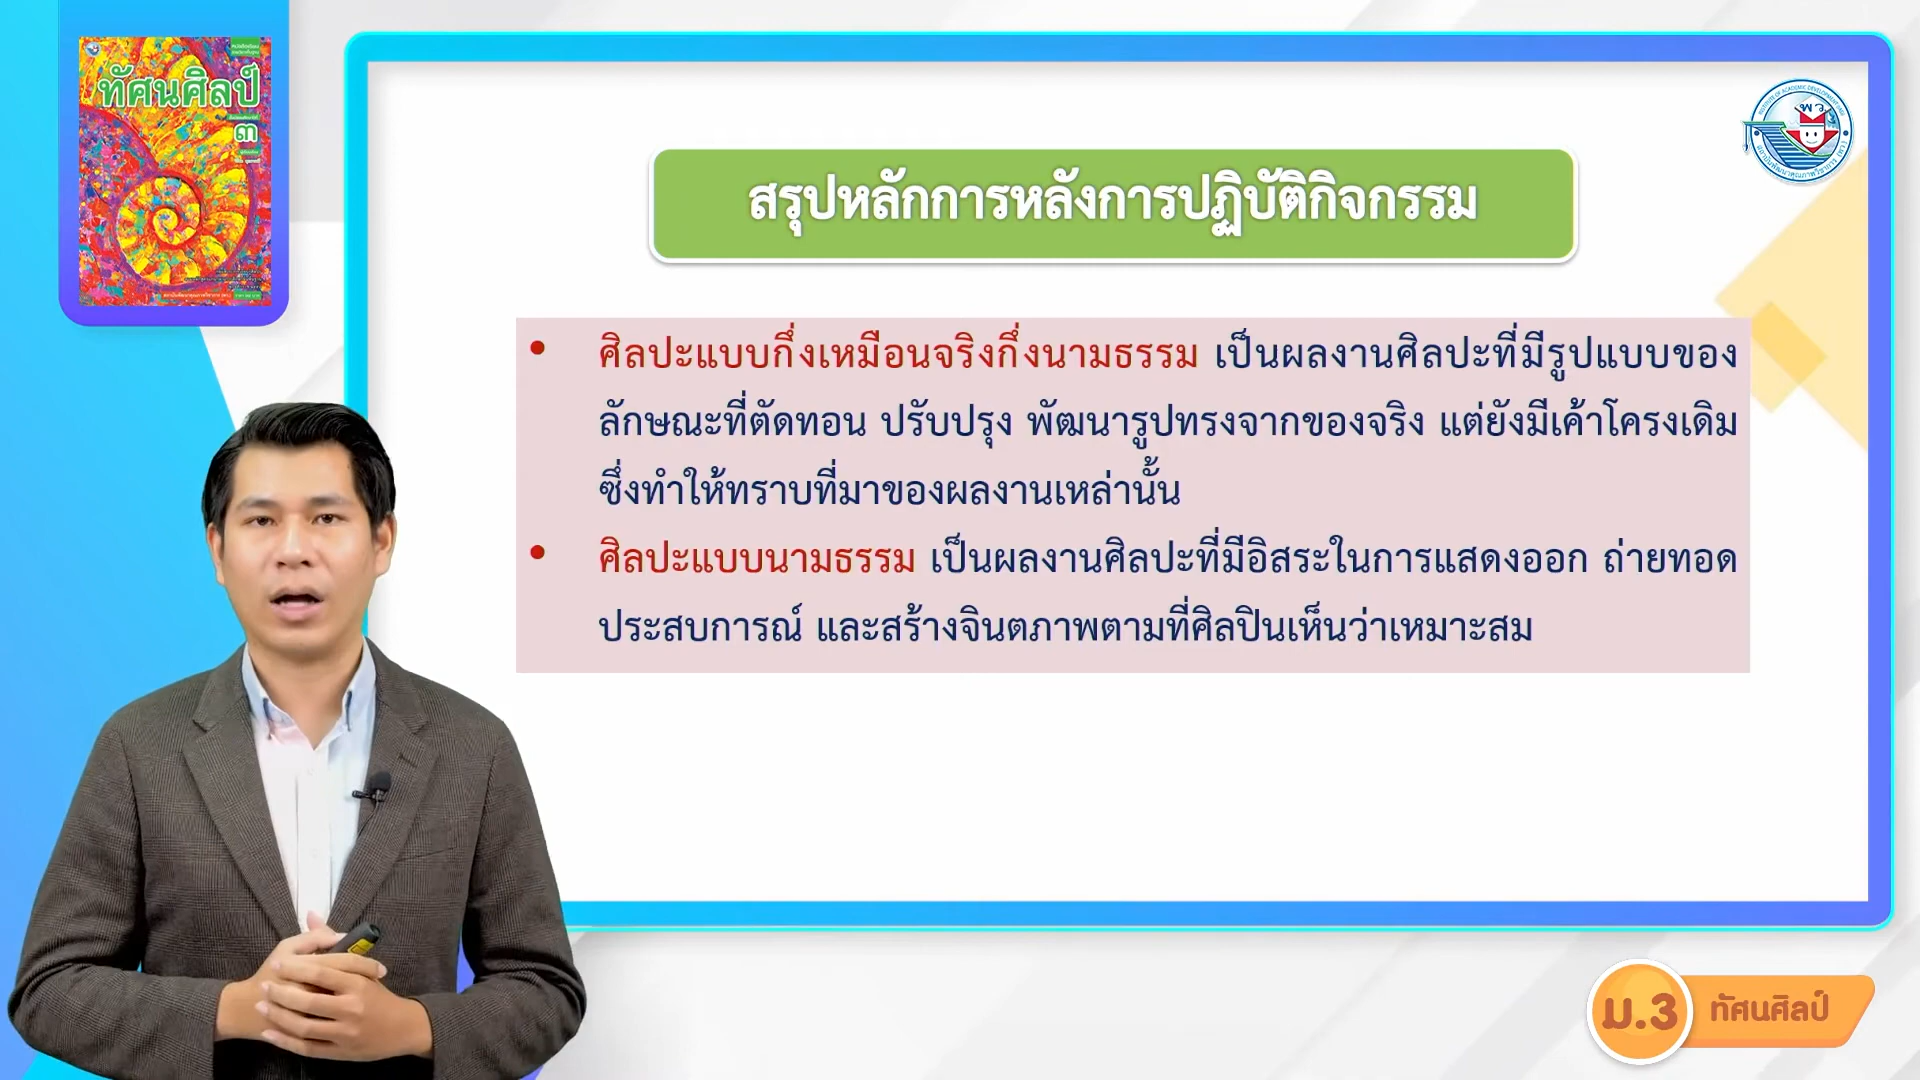 ทัศนศิลป์
๓
สรุปหลักการหลังการปฏิบัติกิจกรรม
• ศิลปะแบบกึ่งเหมือนจริงกึ่งนามธรรม เป็นผลงานศิลปะที่มีรูปแบบของ
ลักษณะที่ตัดทอน ปรับปรุง พัฒนารูปทรงจากของจริง แต่ยังมีเค้าโครงเดิม
ซึ่งทำให้ทราบที่มาของผลงานเหล่านั้น
• ศิลปะแบบนามธรรม เป็นผลงานศิลปะที่มีอิสระในการแสดงออก ถ่ายทอด
ประสบการณ์ และสร้างจินตภาพตามที่ศิลปินเห็นว่าเหมาะสม
พว
ม.3 ทัศนศิลป์